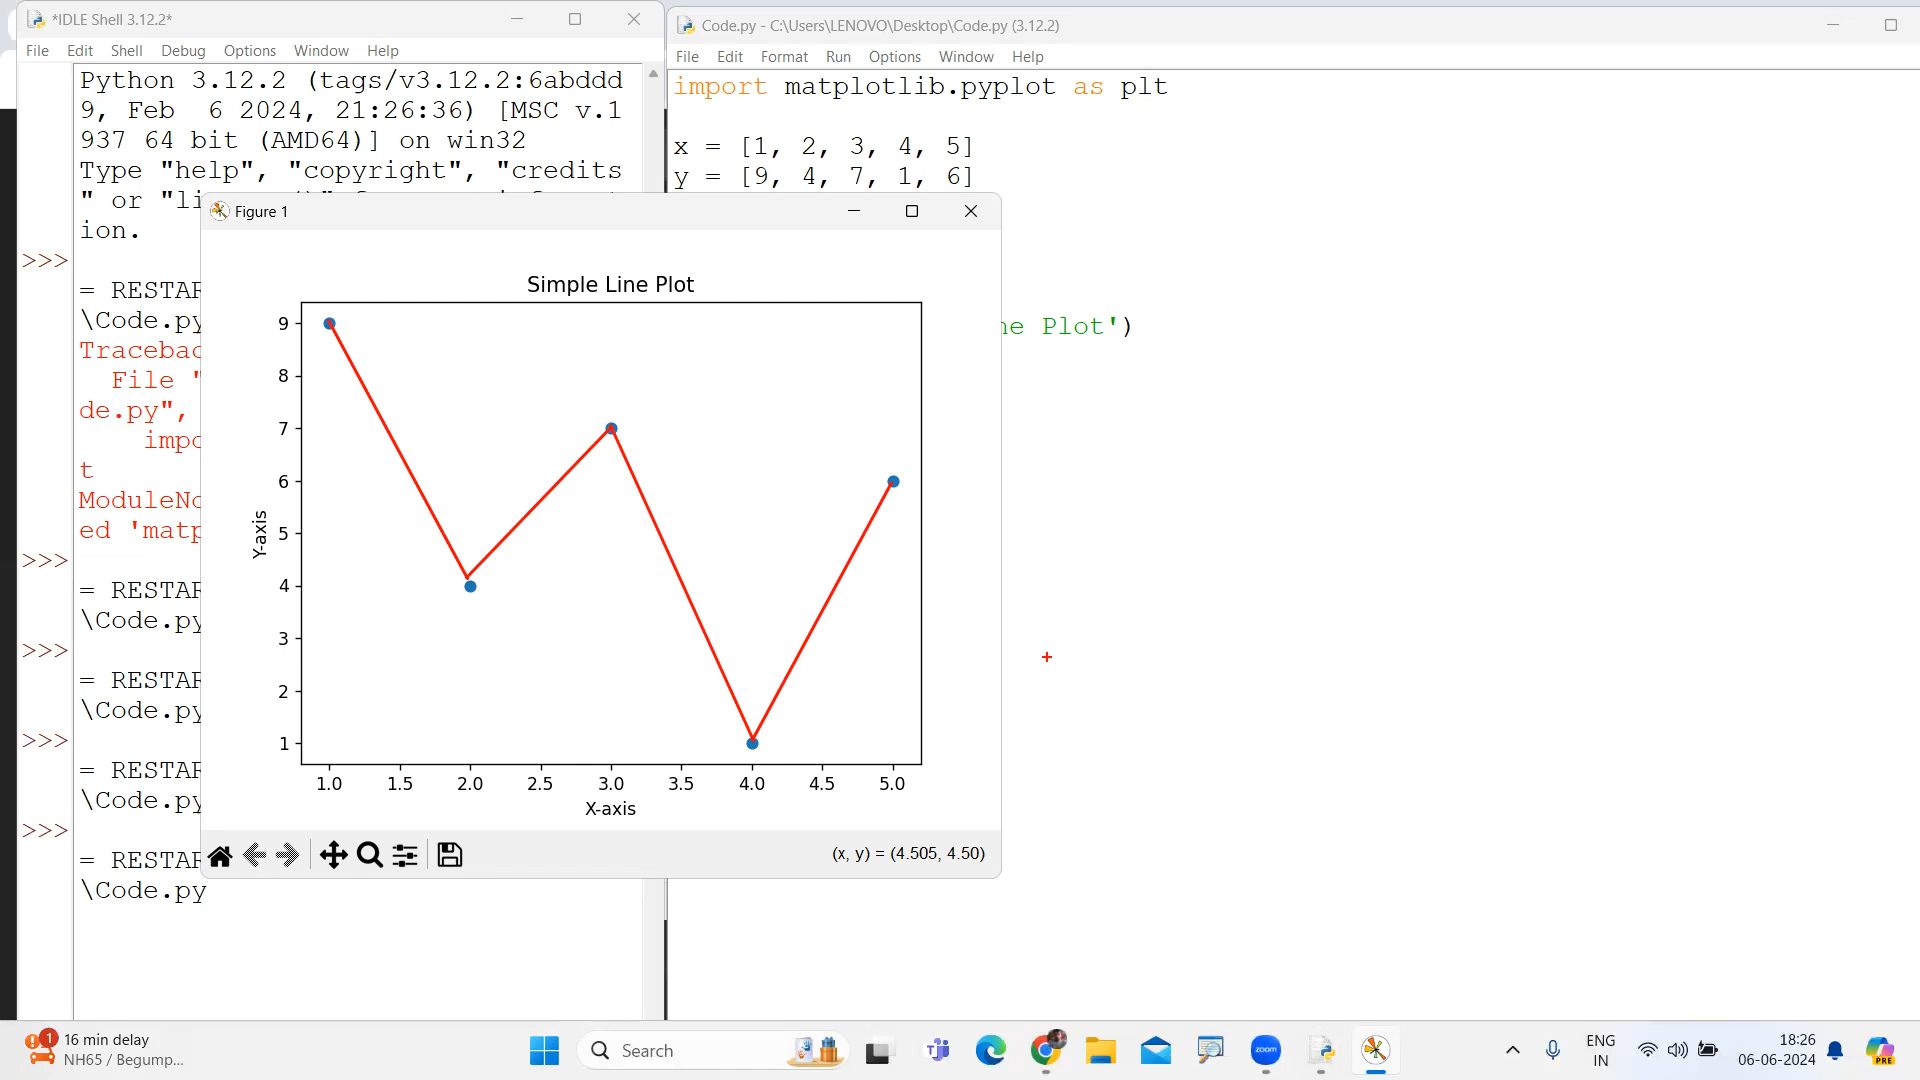 *IDLE Shell 3.12.2*
File Edit Shell Debug Options Window Help
Python 3.12.2 (tags/v3.12.2:6abddd
9, Feb  6 2024, 21:26:36) [MSC v.1
937 64 bit (AMD64)] on win32
Type "help", "copyright", "credits
" or "li
ion.
>>>
= RESTAR
\Code.py
Traceba
File "
de.py",
impo
t
ModuleNo
ed 'matp
>>>
= RESTAR
\Code.py
>>>
= RESTAR
\Code.py
>>>
= RESTAR
\Code.py
>>>
= RESTAR
\Code.py
Code.py - C:\Users\LENOVO\Desktop\Code.py (3.12.2)
File Edit Format Run Options Window Help
import matplotlib.pyplot as plt
x = [1, 2, 3, 4, 5]
y = [9, 4, 7, 1, 6]
ne Plot')
Figure 1
Simple Line Plot
9
8
7
6
5
4
3
2
1
Y-axis
1.0 1.5 2.0 2.5 3.0 3.5 4.0 4.5 5.0
X-axis
(x, y) = (4.505, 4.50)
1
16 min delay
NH65 / Begump...
Search
zoom
ENG
IN
18:26
06-06-2024
PRE